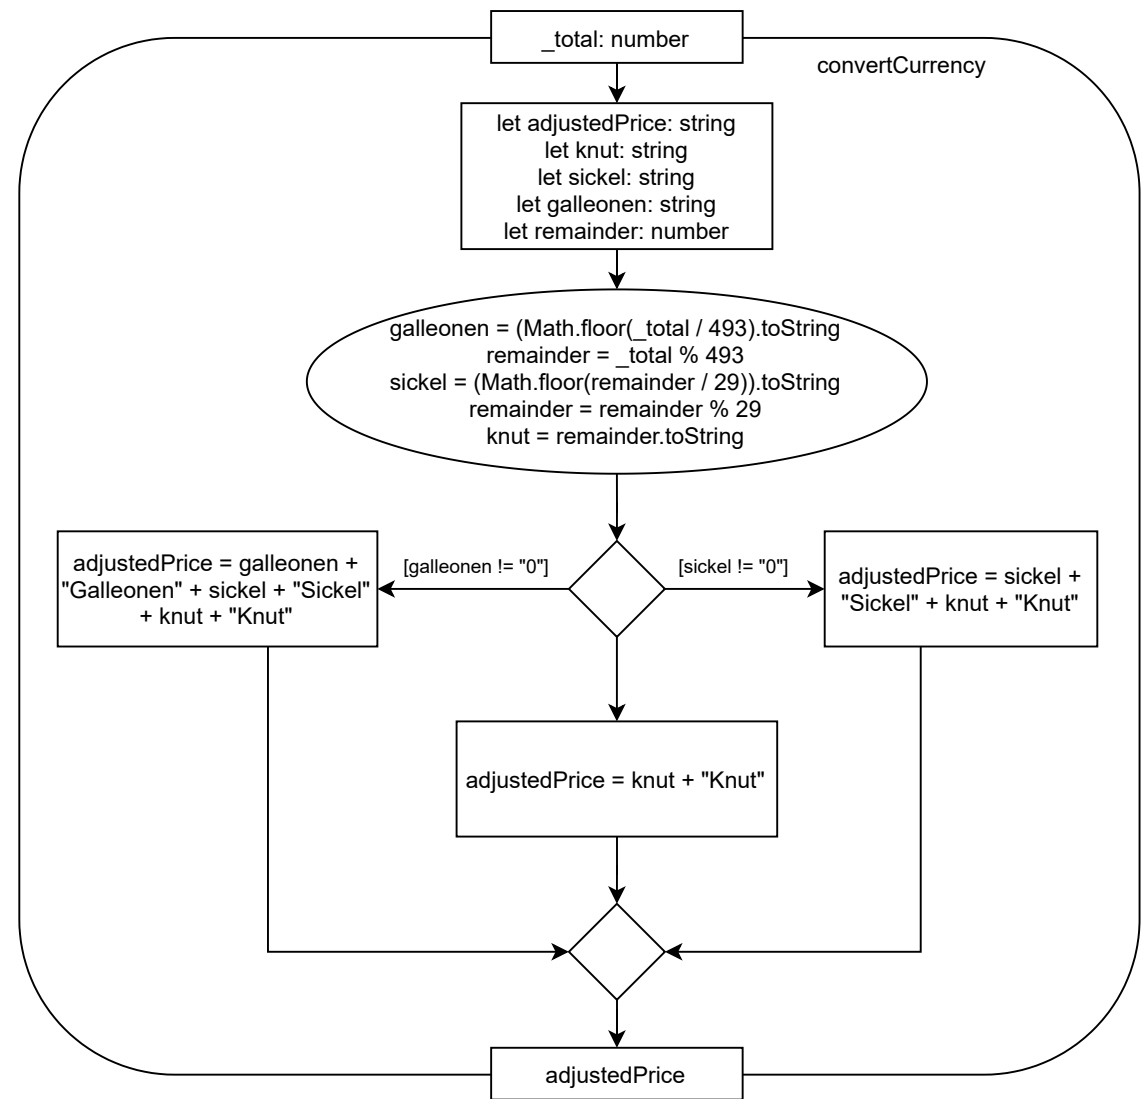 _total: number
convertCurrency
let adjustedPrice: string
let knut: string
let sickel: string
let galleonen: string
let remainder: number
galleonen = (Math.floor(_total / 493).toString
remainder = _total % 493
sickel = (Math.floor(remainder / 29)).toString
remainder = remainder % 29
knut = remainder.toString
[galleonen != "0"]
[sickel != "0"]
adjustedPrice = galleonen +
"Galleonen" + sickel + "Sickel"
+ knut + "Knut"
adjustedPrice = sickel +
"Sickel" + knut + "Knut"
adjustedPrice = knut + "Knut"
adjustedPrice